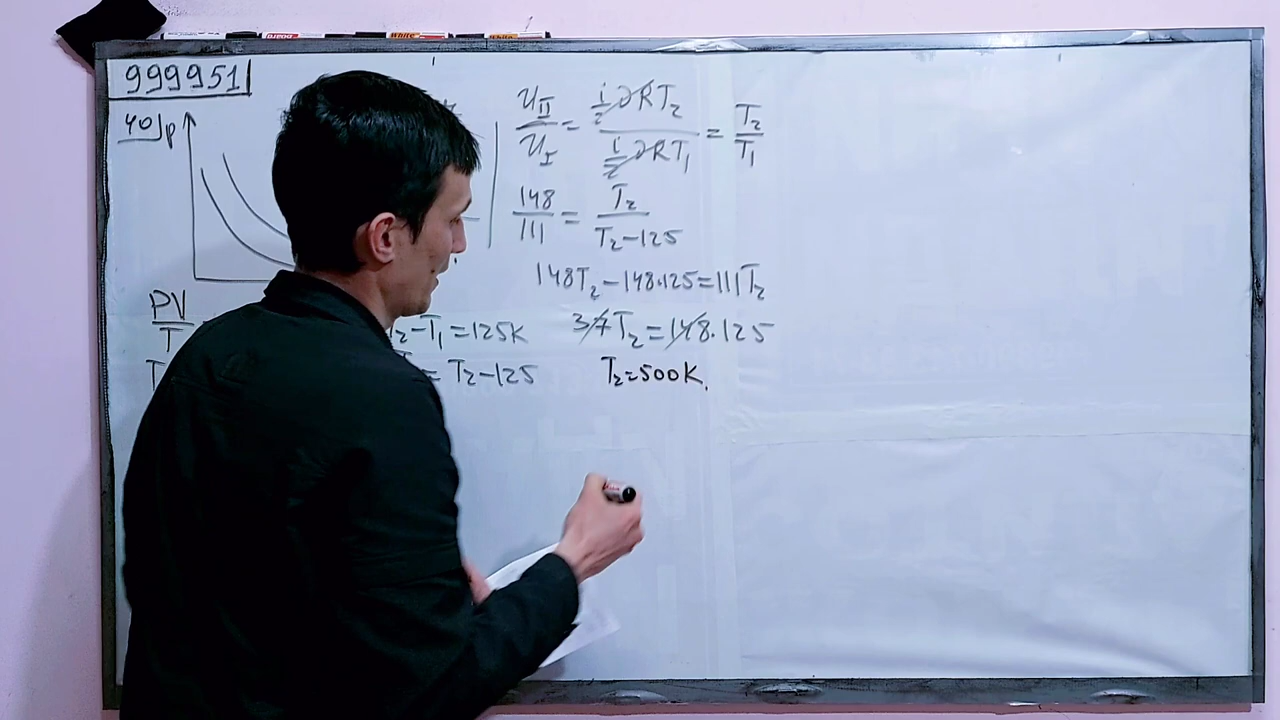 999951
40 p
U_II/U_I = (i/2 νRT₂)/(i/2 νRT₁) = T₂/T₁
148/111 = T₂/(T₂-125)
148T₂-148.125=111T₂
37T₂=148.125
T₂=500K.
PV/T
-T₁=125K
= T₂-125